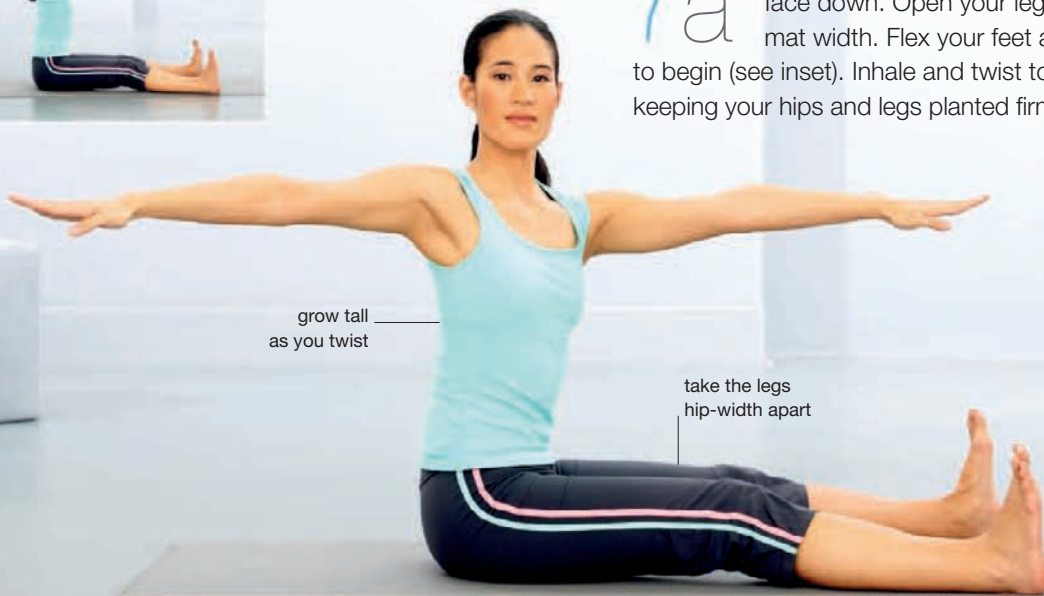 7a
face down. Open your leg
mat width. Flex your feet a
to begin (see inset). Inhale and twist to
keeping your hips and legs planted firm
grow tall
as you twist
take the legs
hip-width apart